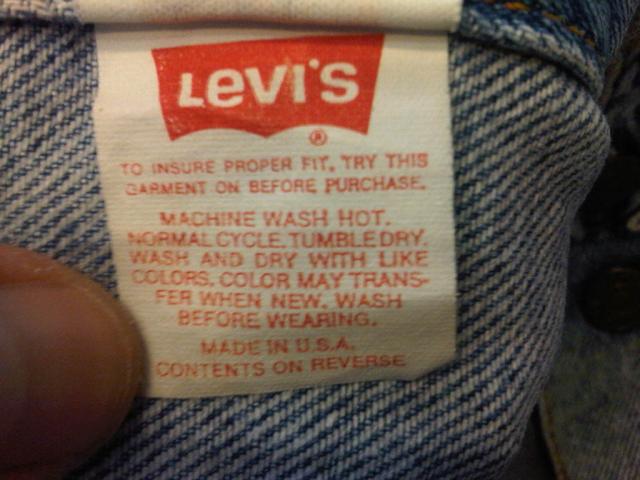 LEVI'S
®
TO INSURE PROPER FIT, TRY THIS
GARMENT ON BEFORE PURCHASE.
MACHINE WASH HOT.
NORMAL CYCLE. TUMBLE DRY.
WASH AND DRY WITH LIKE
COLORS. COLOR MAY TRANS-
FER WHEN NEW. WASH
BEFORE WEARING.
MADE IN U.S.A.
CONTENTS ON REVERSE